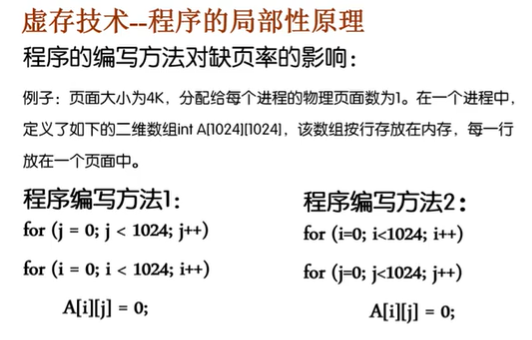 虚存技术--程序的局部性原理
程序的编写方法对缺页率的影响：
例子：页面大小为4K，分配给每个进程的物理页面数为1。在一个进程中，
定义了如下的二维数组int A[1024][1024]，该数组按行存放在内存，每一行
放在一个页面中。
程序编写方法1：
for (j = 0; j < 1024; j++)
for (i = 0; i < 1024; i++)
A[i][j] = 0;
程序编写方法2：
for (i=0; i<1024; i++)
for (j=0; j<1024; j++)
A[i][j] = 0;